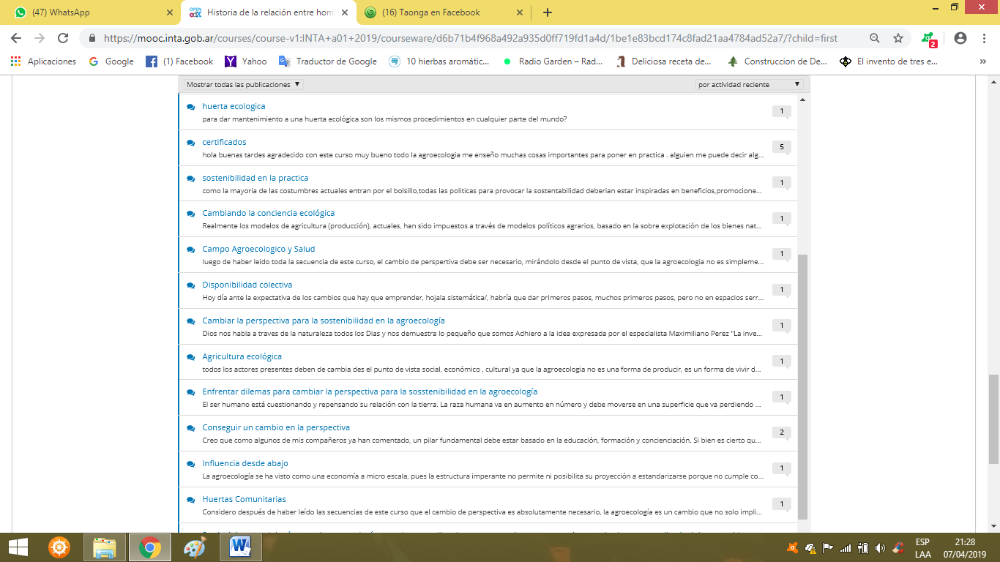 (47) WhatsApp
Historia de la relación entre hom
(16) Taonga en Facebook
https://mooc.inta.gob.ar/courses/course-v1:INTA+a01+2019/courseware/d6b71b4f968a492a935d0ff719fd1a4d/1be1e83bcd174c8fad21aa4784ad52a7/?child=first
2
Aplicaciones
Google
(1) Facebook
Yahoo
Traductor de Google
10 hierbas aromátic...
Radio Garden – Rad...
Deliciosa receta de...
Construccion de De...
El invento de tres e...
»
Mostrar todas las publicaciones ▼
por actividad reciente ▼
huerta ecologica
1
para dar mantenimiento a una huerta ecológica son los mismos procedimientos en cualquier parte del mundo?
certificados
5
hola buenas tardes agradecido con este curso muy bueno todo la agroecologia me enseño muchas cosas importantes para poner en practica . alguien me puede decir alg...
sostenibilidad en la practica
1
como la mayoria de las costumbres actuales entran por el bolsillo,todas las politicas para provocar la sostentabilidad deberian estar inspiradas en beneficios,promocione...
Cambiando la conciencia ecológica
1
Realmente los modelos de agricultura (producción), actuales, han sido impuestos a través de modelos políticos agrarios, basado en la sobre explotación de los bienes nat...
Campo Agroecologico y Salud
1
luego de haber leido toda la secuencia de este curso, el cambio de perspertiva debe ser necesario, mirándolo desde el punto de vista, que la agroecologia no es simpleme...
Disponibilidad colectiva
1
Hoy día ante la expectativa de los cambios que hay que emprender, hojala sistemática/, habría que dar primeros pasos, muchos primeros pasos, pero no en espacios serr...
Cambiar la perspectiva para la sostenibilidad en la agroecología
1
Dios nos habla a traves de la naturaleza todos los Dias y nos demuestra lo pequeño que somos Adhiero a la idea expresada por el especialista Maximiliano Perez "La inve...
Agricultura ecológica
1
todos los actores presentes deben de cambia des el punto de vista social, económico , cultural ya que la agroecologia no es una forma de producir, es un forma de vivir d...
Enfrentar dilemas para cambiar la perspectiva para la sosstenibilidad en la agroecología
1
El ser humano está cuestionando y repensando su relación con la tierra. La raza humana va en aumento en número y debe moverse en una superficie que va perdiendo ...
Conseguir un cambio en la perspectiva
2
Creo que como algunos de mis compañeros ya han comentado, un pilar fundamental debe estar basado en la educación, formación y concienciación. Si bien es cierto qu...
Influencia desde abajo
1
La agroecología se ha visto como una economía a micro escala, pues la estructura imperante no permite ni posibilita su proyección a estandarizarse porque no cumple co...
Huertas Comunitarias
1
Considero después de haber leído las secuencias de este curso que el cambio de perspectiva es absolutamente necesario, la agroecología es un cambio que no solo impli...
ESP
LAA
21:28
07/04/2019